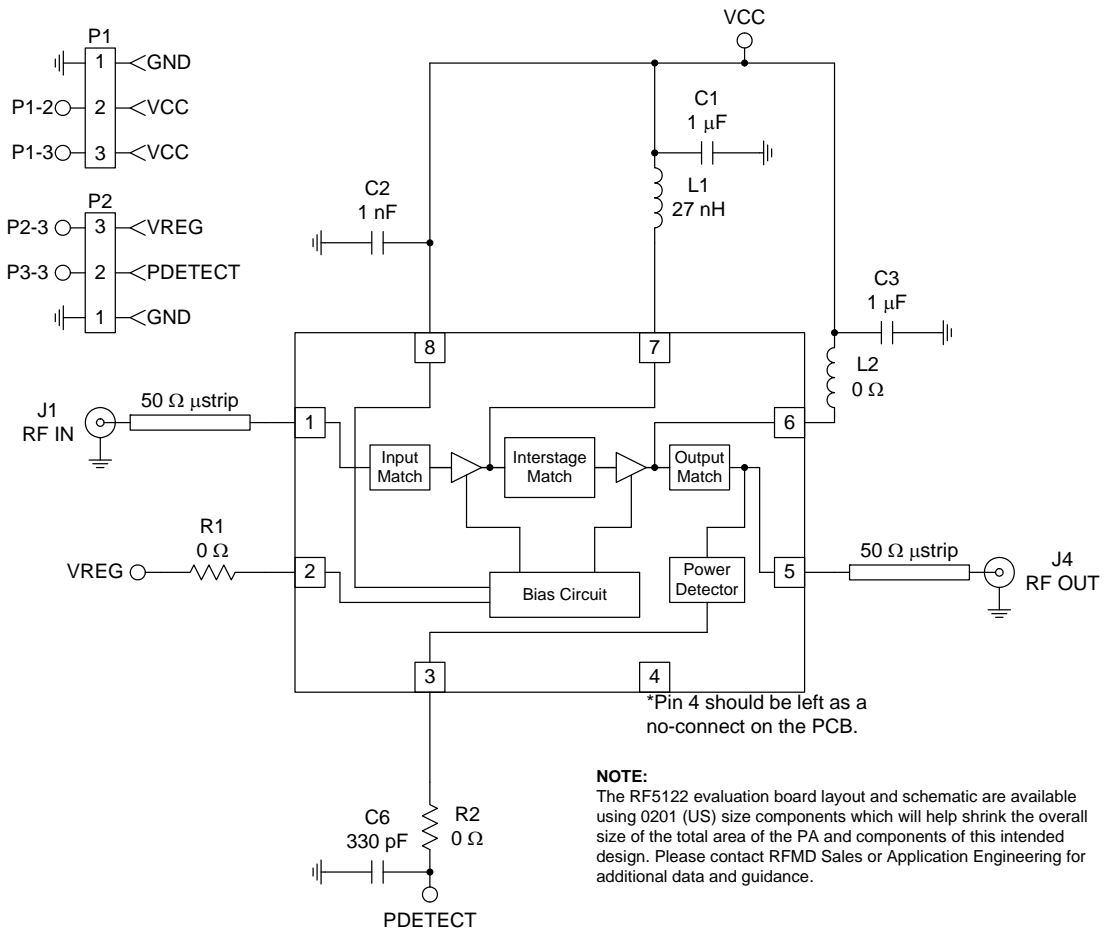 VCC
P1
1
GND
P1-2
2
VCC
P1-3
3
VCC
C1
1 μF
P2
P2-3
3
VREG
P3-3
2
PDETECT
1
GND
C2
1 nF
L1
27 nH
C3
1 μF
L2
0 Ω
8
7
J1
RF IN
50 Ω μstrip
1
6
Input
Match
Interstage
Match
Output
Match
R1
0 Ω
VREG
2
Bias Circuit
Power
Detector
5
50 Ω μstrip
J4
RF OUT
3
4
*Pin 4 should be left as a
no-connect on the PCB.
C6
330 pF
R2
0 Ω
PDETECT
NOTE:
The RF5122 evaluation board layout and schematic are available
using 0201 (US) size components which will help shrink the overall
size of the total area of the PA and components of this intended
design. Please contact RFMD Sales or Application Engineering for
additional data and guidance.